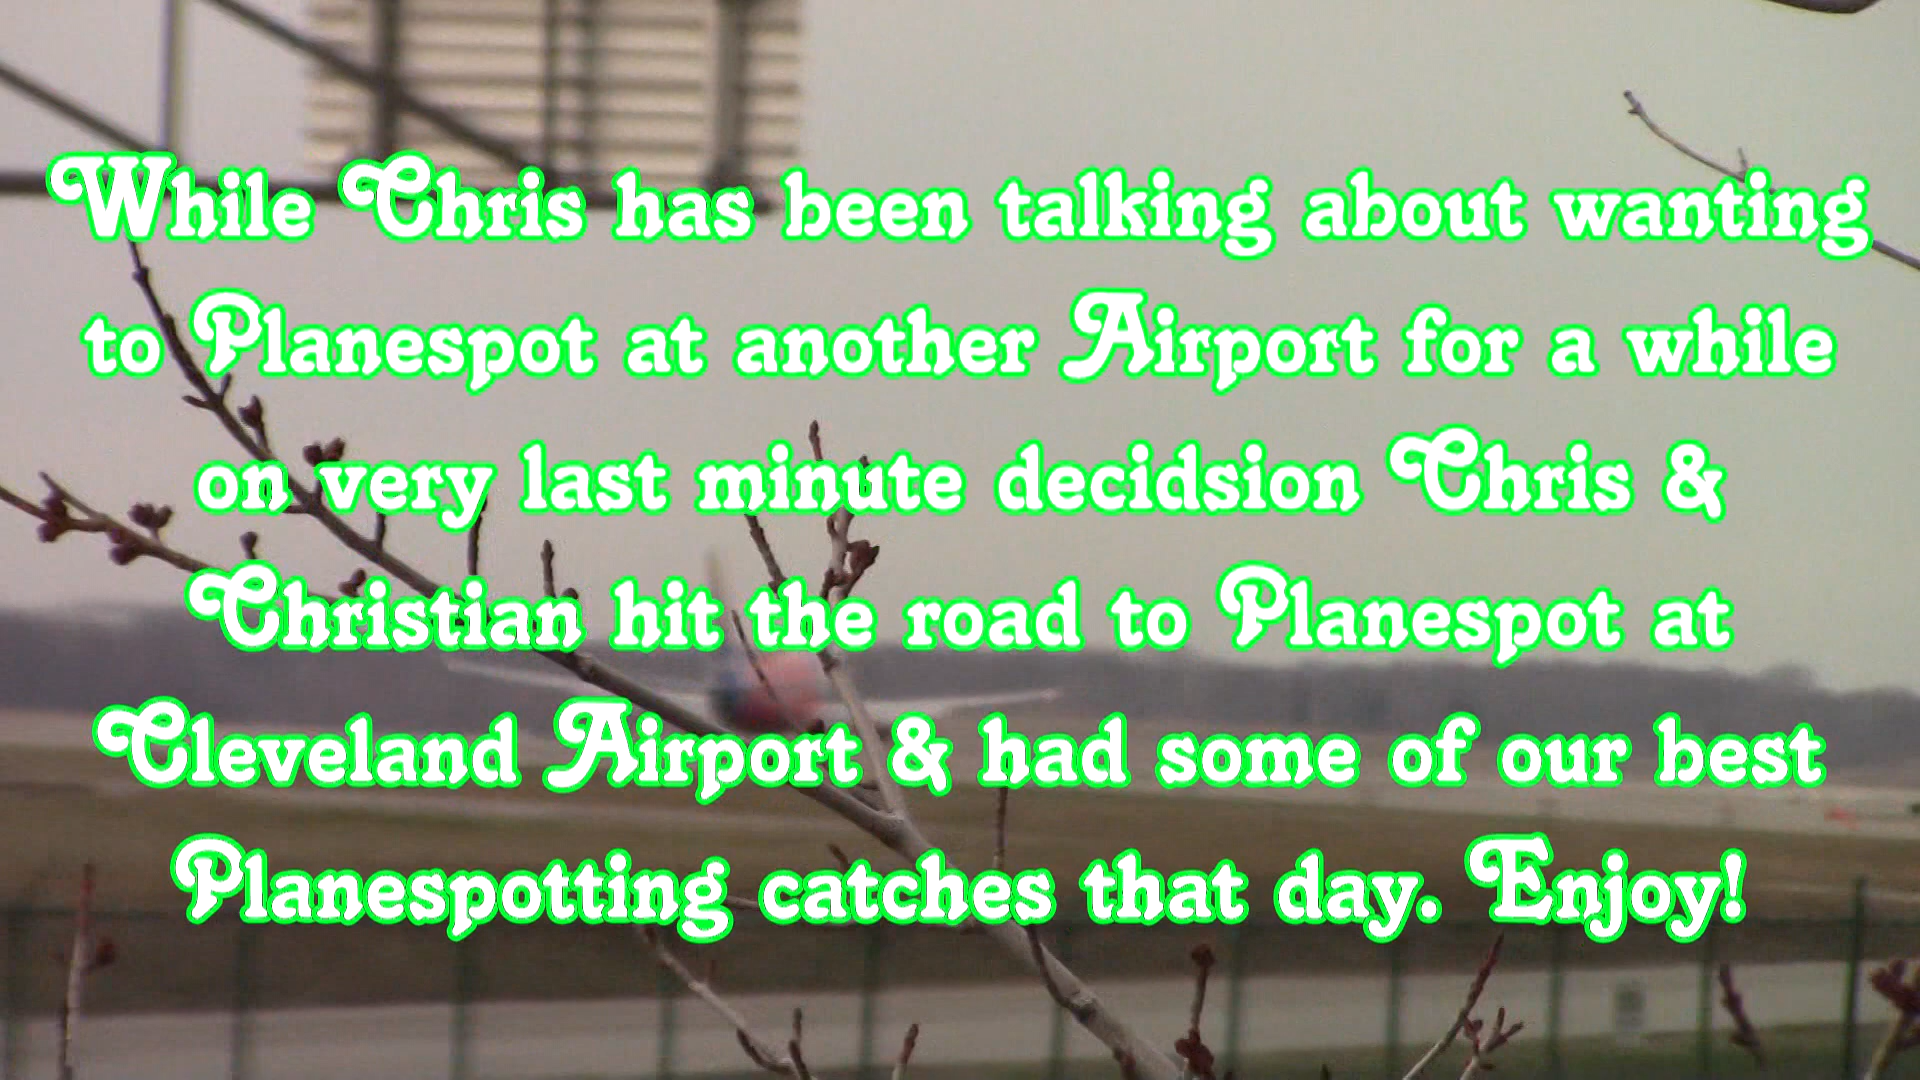 While Chris has been talking about wanting
to Planespot at another Airport for a while
on very last minute decidsion Chris &
Christian hit the road to Planespot at
Cleveland Airport & had some of our best
Planespotting catches that day. Enjoy!